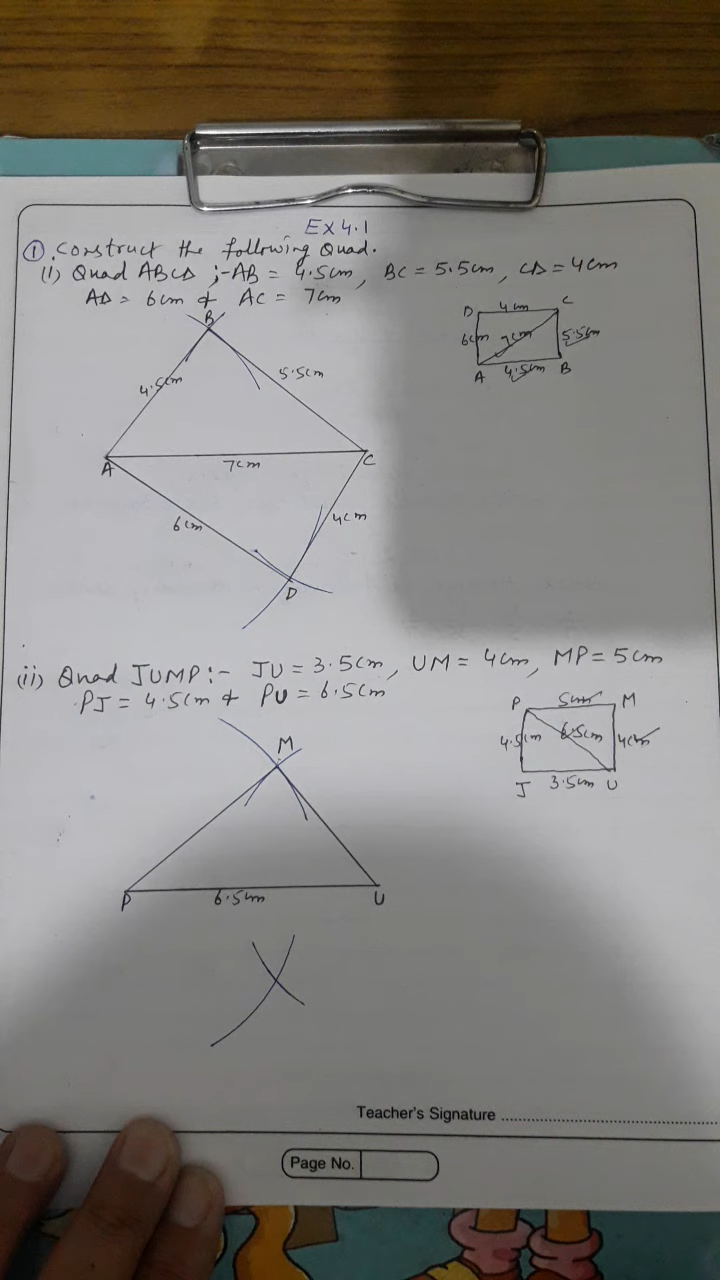 Ex 4.1
① Construct the following Quad.
(i) Quad ABCD ;- AB = 4.5cm, BC = 5.5cm, CD = 4cm
AD = 6cm & AC = 7cm
D 4cm C
6cm 7cm 5.5cm
A 4.5cm B
B
4.5cm 5.5cm
A 7cm C
6cm 4cm
D
(ii) Quad JUMP :- JU = 3.5cm, UM = 4cm, MP = 5cm
PJ = 4.5cm & PU = 6.5cm
P 5cm M
4.5cm 6.5cm 4cm
J 3.5cm U
M
P 6.5cm U
Teacher's Signature ................................
Page No.